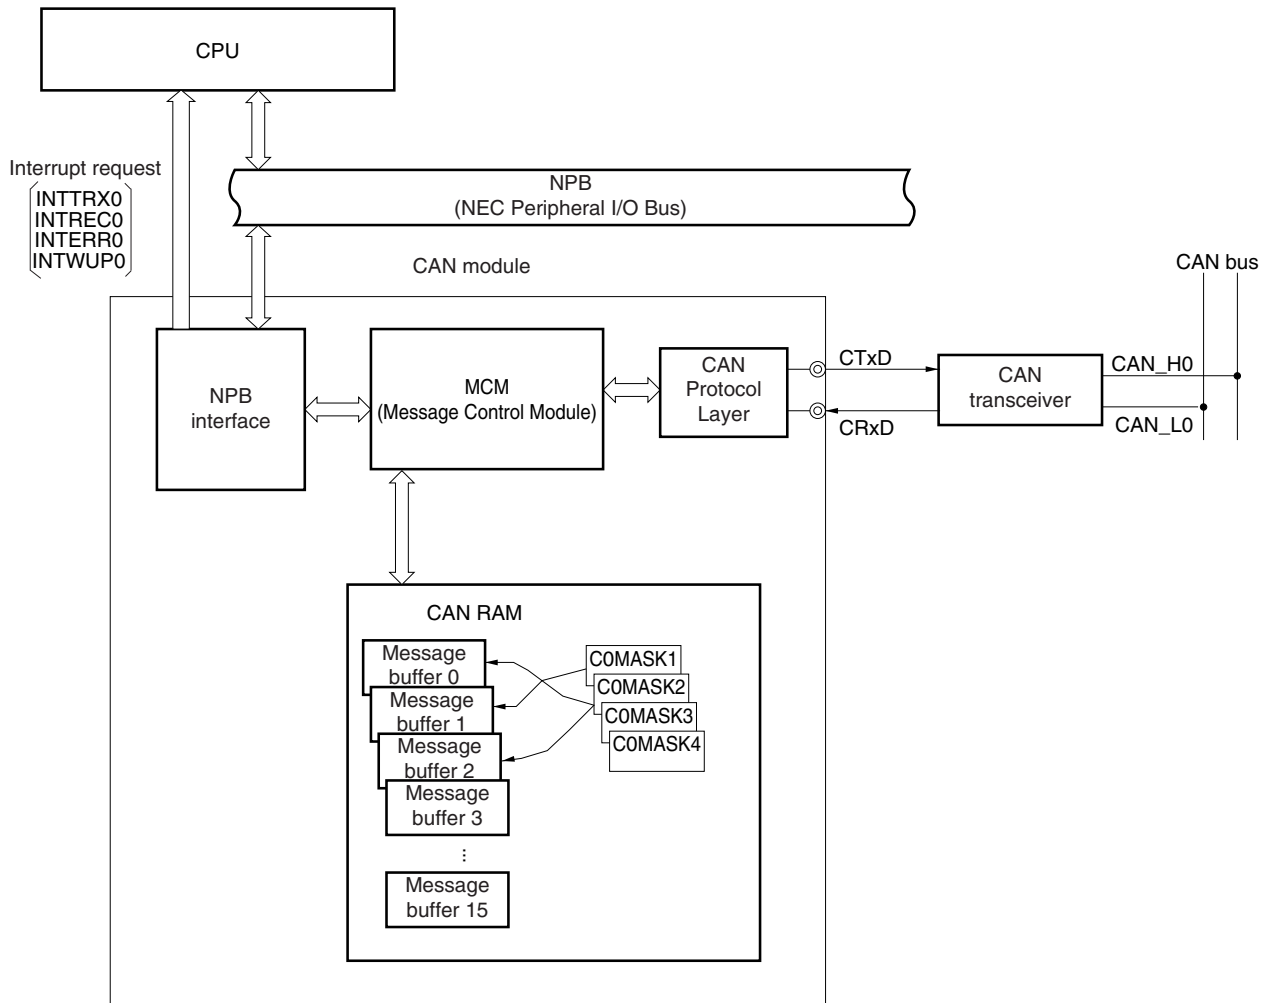 CPU
Interrupt request
INTTRX0
INTREC0
INTERR0
INTWUP0
NPB
(NEC Peripheral I/O Bus)
CAN module
CAN bus
NPB
interface
MCM
(Message Control Module)
CAN
Protocol
Layer
CTxD
CRxD
CAN
transceiver
CAN_H0
CAN_L0
CAN RAM
Message
buffer 0
Message
buffer 1
Message
buffer 2
Message
buffer 3
...
Message
buffer 15
C0MASK1
C0MASK2
C0MASK3
C0MASK4